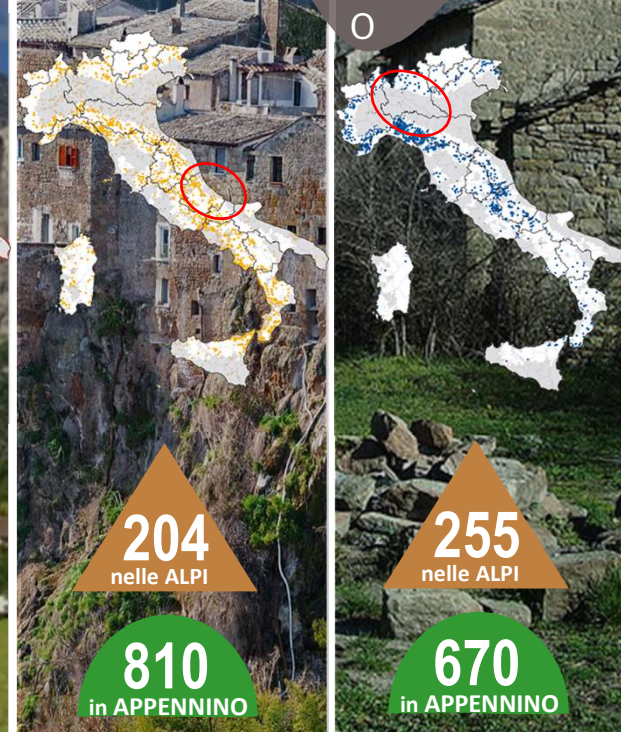 O
204
nelle ALPI
810
in APPENNINO
255
nelle ALPI
670
in APPENNINO